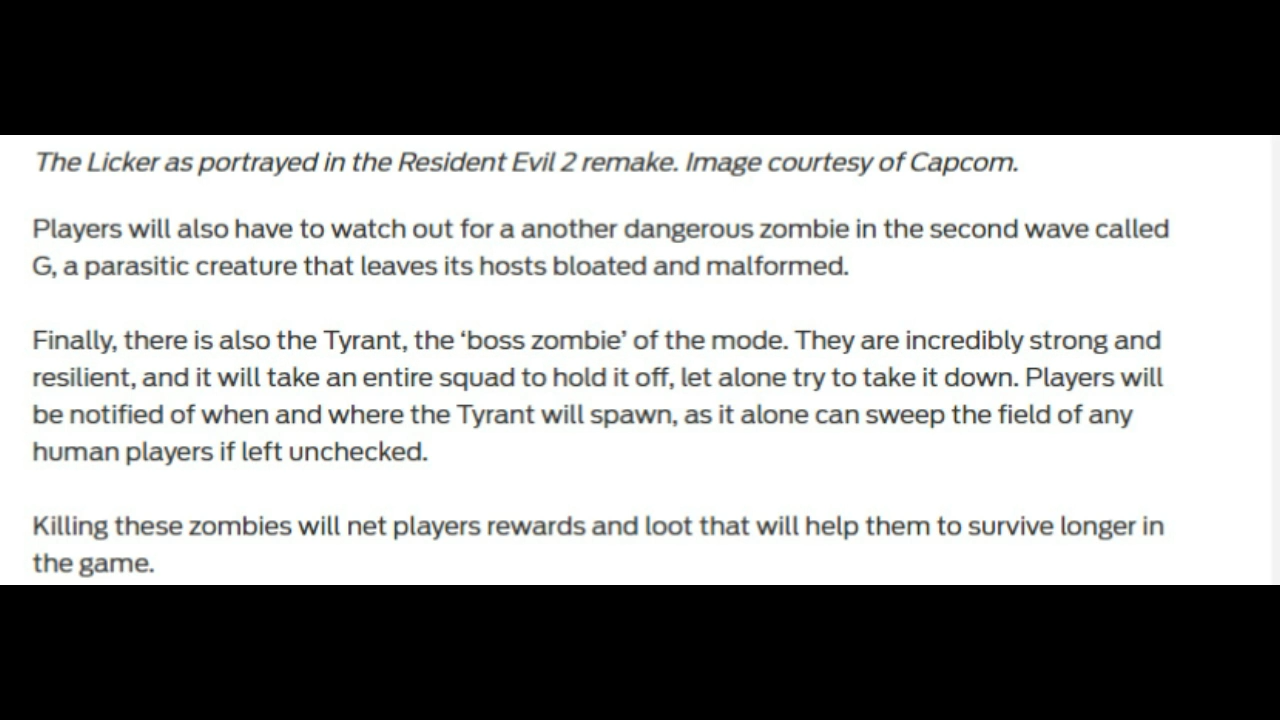 The Licker as portrayed in the Resident Evil 2 remake. Image courtesy of Capcom.
Players will also have to watch out for a another dangerous zombie in the second wave called
G, a parasitic creature that leaves its hosts bloated and malformed.
Finally, there is also the Tyrant, the ‘boss zombie’ of the mode. They are incredibly strong and
resilient, and it will take an entire squad to hold it off, let alone try to take it down. Players will
be notified of when and where the Tyrant will spawn, as it alone can sweep the field of any
human players if left unchecked.
Killing these zombies will net players rewards and loot that will help them to survive longer in
the game.